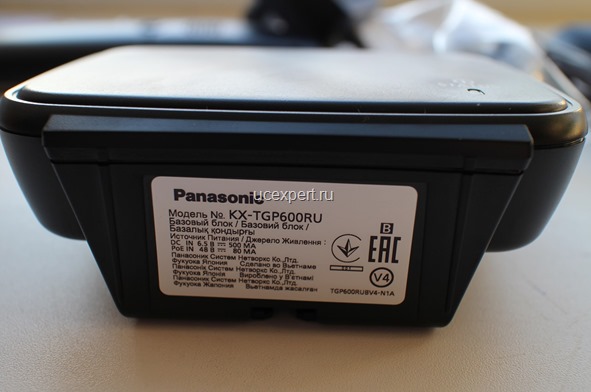 Panasonic
ucexpert.ru
Модель №. KX-TGP600RU
Базовый блок / Базовий блок /
Базалық қондырғы
Источник Питания / Джерело Живлення :
DC IN 6.5 В ⎓ 500 МА
PoE IN 48 В ⎓ 80 МА
Панасоник Систем Нетворкс Ко.,Лтд.
Фукуока Япония Сделано во Вьетнаме
Панасонік Систем Нетворкс Ко.,Лтд.
Фукуока Японія Вироблено у В'єтнамі
Панасоник Систем Нетворкс Ко.,Лтд.
Фукуока Жапония Вьетнамда жасалған
B
EAC
V4
TGP600RUBV4-N1A